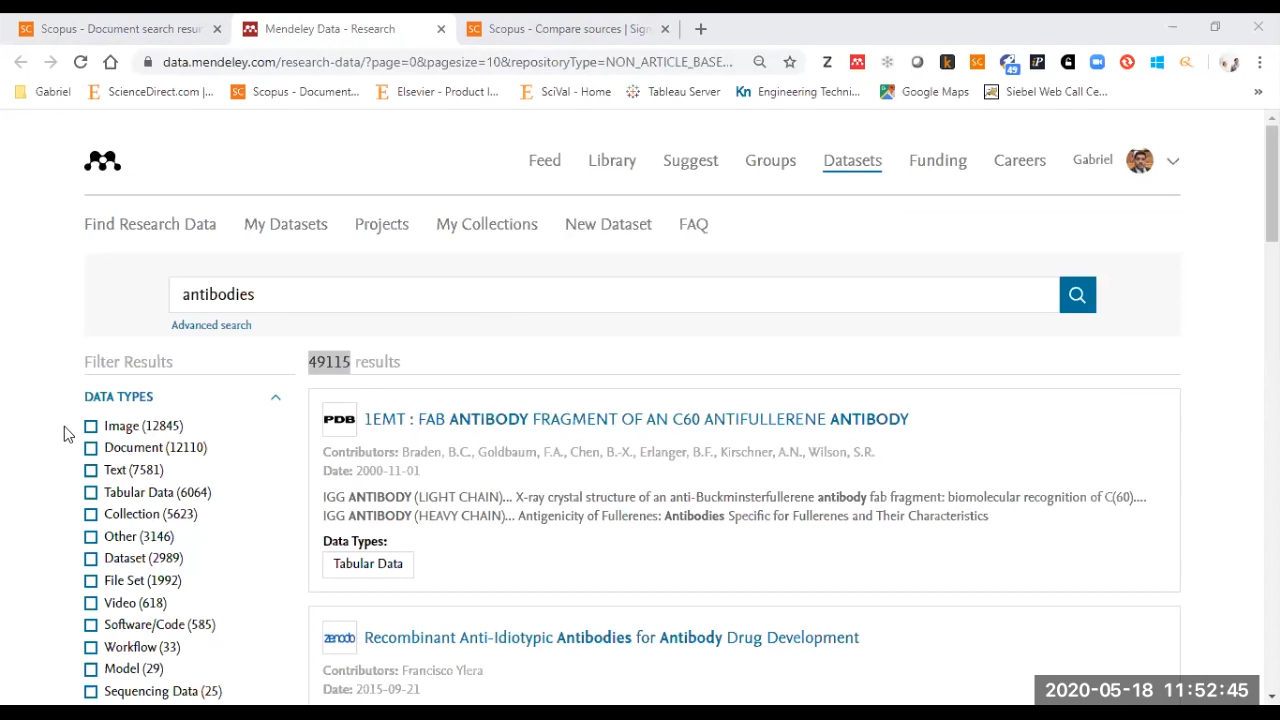 Scopus - Document search resul
Mendeley Data - Research
Scopus - Compare sources | Sign
data.mendeley.com/research-data/?page=0&pagesize=10&repositoryType=NON_ARTICLE_BASE...
49
Gabriel
ScienceDirect.com |...
Scopus - Document...
Elsevier - Product I...
SciVal - Home
Tableau Server
Engineering Techni...
Google Maps
Siebel Web Call Ce...
Feed
Library
Suggest
Groups
Datasets
Funding
Careers
Gabriel
Find Research Data
My Datasets
Projects
My Collections
New Dataset
FAQ
antibodies
Advanced search
Filter Results
49115 results
DATA TYPES
Image (12845)
Document (12110)
Text (7581)
Tabular Data (6064)
Collection (5623)
Other (3146)
Dataset (2989)
File Set (1992)
Video (618)
Software/Code (585)
Workflow (33)
Model (29)
Sequencing Data (25)
PDB
1EMT : FAB ANTIBODY FRAGMENT OF AN C60 ANTIFULLERENE ANTIBODY
Contributors: Braden, B.C., Goldbaum, F.A., Chen, B.-X., Erlanger, B.F., Kirschner, A.N., Wilson, S.R.
Date: 2000-11-01
IGG ANTIBODY (LIGHT CHAIN)... X-ray crystal structure of an anti-Buckminsterfullerene antibody fab fragment: biomolecular recognition of C(60)....
IGG ANTIBODY (HEAVY CHAIN)... Antigenicity of Fullerenes: Antibodies Specific for Fullerenes and Their Characteristics
Data Types:
Tabular Data
zenodo
Recombinant Anti-Idiotypic Antibodies for Antibody Drug Development
Contributors: Francisco Ylera
Date: 2015-09-21
2020-05-18 11:52:45